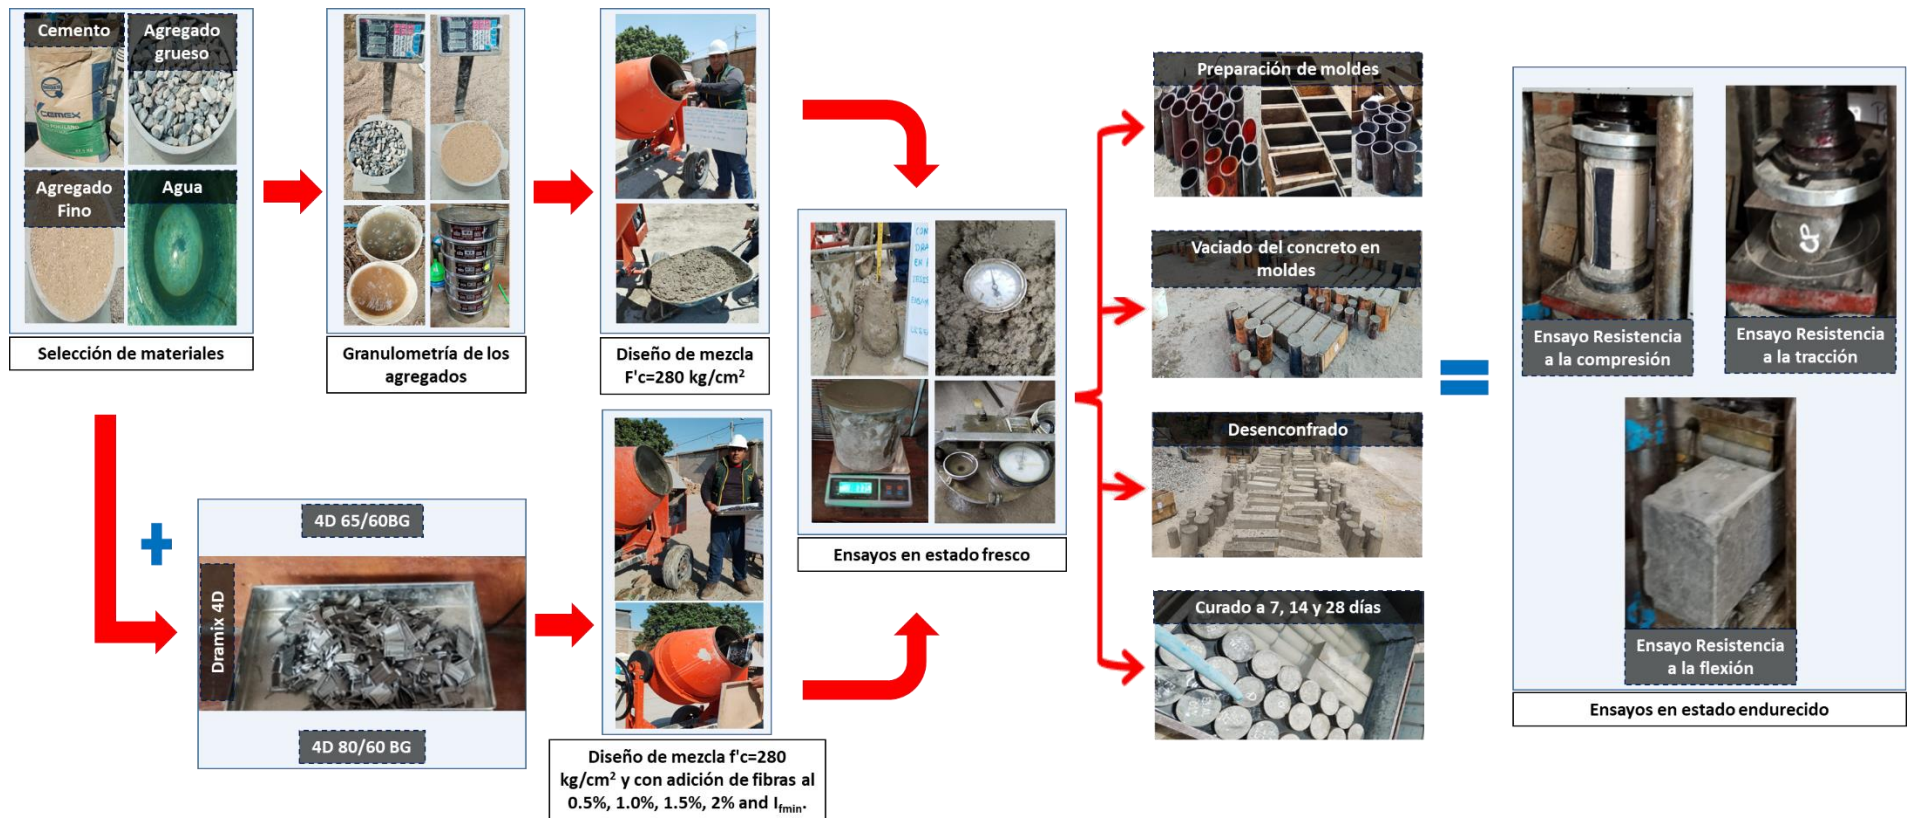 Cemento
Agregado
grueso
CEMEX
Agregado
Fino
Agua
Selección de materiales
Granulometría de los
agregados
Diseño de mezcla
F'c=280 kg/cm²
4D 65/60BG
Dramix 4D
4D 80/60 BG
Diseño de mezcla f'c=280
kg/cm² y con adición de fibras al
0.5%, 1.0%, 1.5%, 2% and Ifmin.
Ensayos en estado fresco
Preparación de moldes
Vaciado del concreto en
moldes
Desenconfrado
Curado a 7, 14 y 28 días
Ensayo Resistencia
a la compresión
CP
Ensayo Resistencia
a la tracción
Ensayo Resistencia
a la flexión
Ensayos en estado endurecido